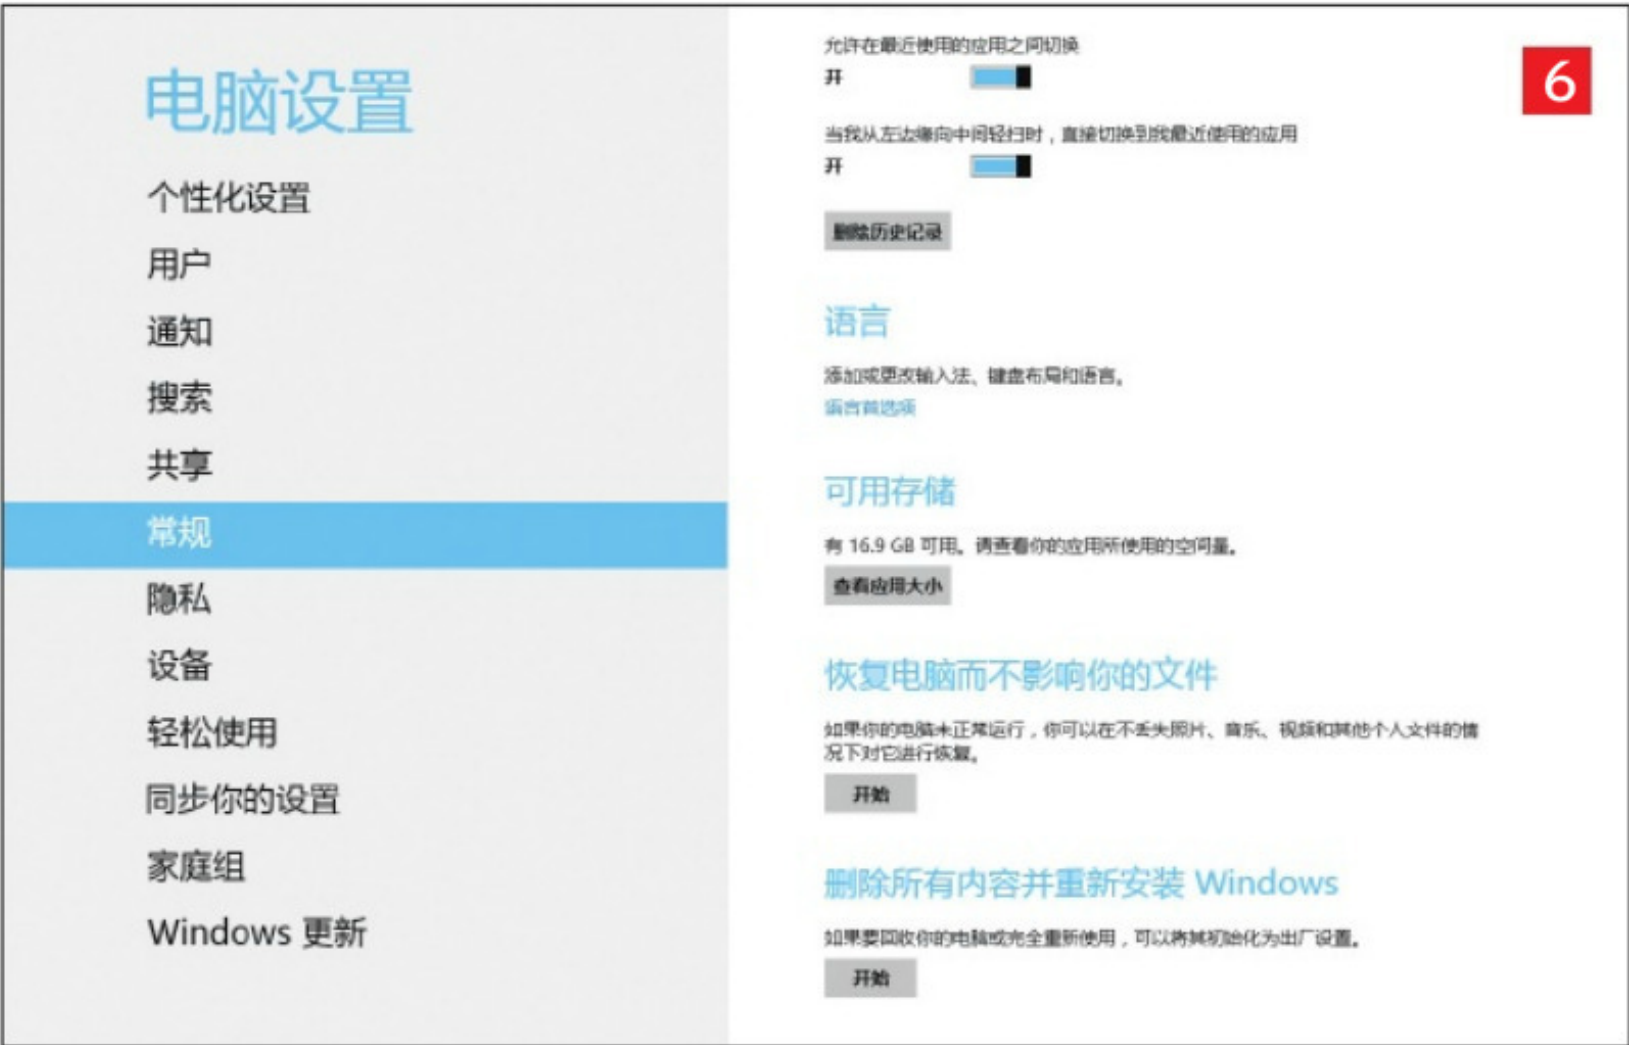 电脑设置
个性化设置
用户
通知
搜索
共享
常规
隐私
设备
轻松使用
同步你的设置
家庭组
Windows 更新
允许在最近使用的应用之间切换
开
当我从左边缘向中间轻扫时，直接切换到我最近使用的应用
开
删除历史记录
语言
添加或更改输入法、键盘布局和语言。
语言首选项
可用存储
有 16.9 GB 可用。请查看你的应用所使用的空间量。
查看应用大小
恢复电脑而不影响你的文件
如果你的电脑未正常运行，你可以在不丢失照片、音乐、视频和其他个人文件的情
况下对它进行恢复。
开始
删除所有内容并重新安装 Windows
如果要回收你的电脑或完全重新使用，可以将其初始化为出厂设置。
开始
6